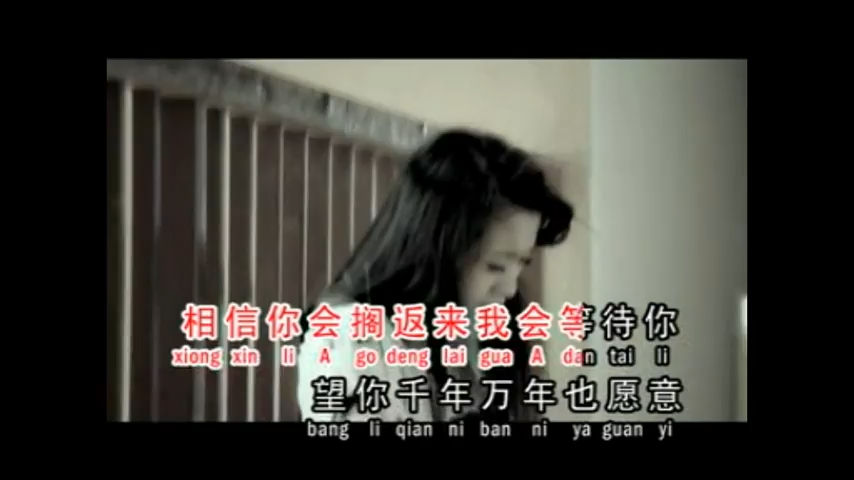 相信你会搁返来我会等待你
xiong xin li A go deng lai gua A dan tai li
望你千年万年也愿意
bang li qian ni ban ni ya guan yi